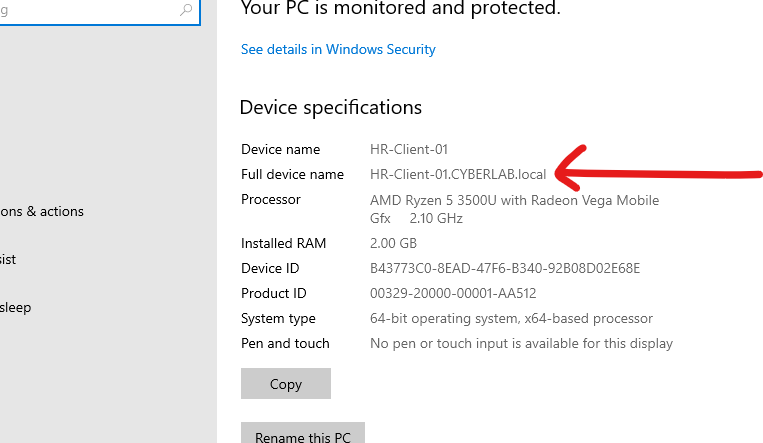 g
Your PC is monitored and protected.
See details in Windows Security
Device specifications
Device name HR-Client-01
Full device name HR-Client-01.CYBERLAB.local
Processor AMD Ryzen 5 3500U with Radeon Vega Mobile
Gfx 2.10 GHz
ons & actions
Installed RAM 2.00 GB
ist
Device ID B43773C0-8EAD-47F6-B340-92B08D02E68E
Product ID 00329-20000-00001-AA512
sleep
System type 64-bit operating system, x64-based processor
Pen and touch No pen or touch input is available for this display
Copy
Rename this PC